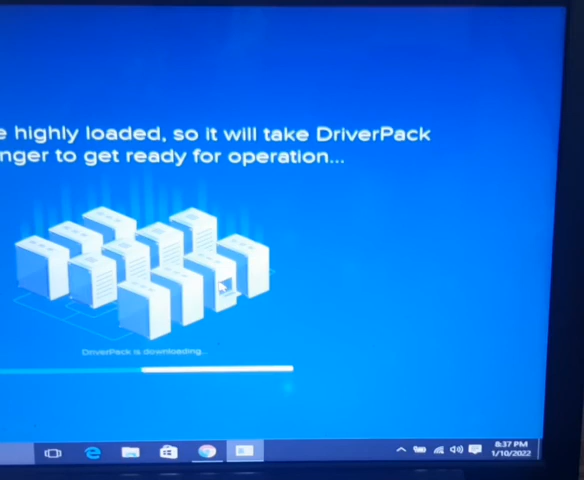 e highly loaded, so it will take DriverPack
nger to get ready for operation...
DriverPack is downloading...
8:37 PM
1/10/2022